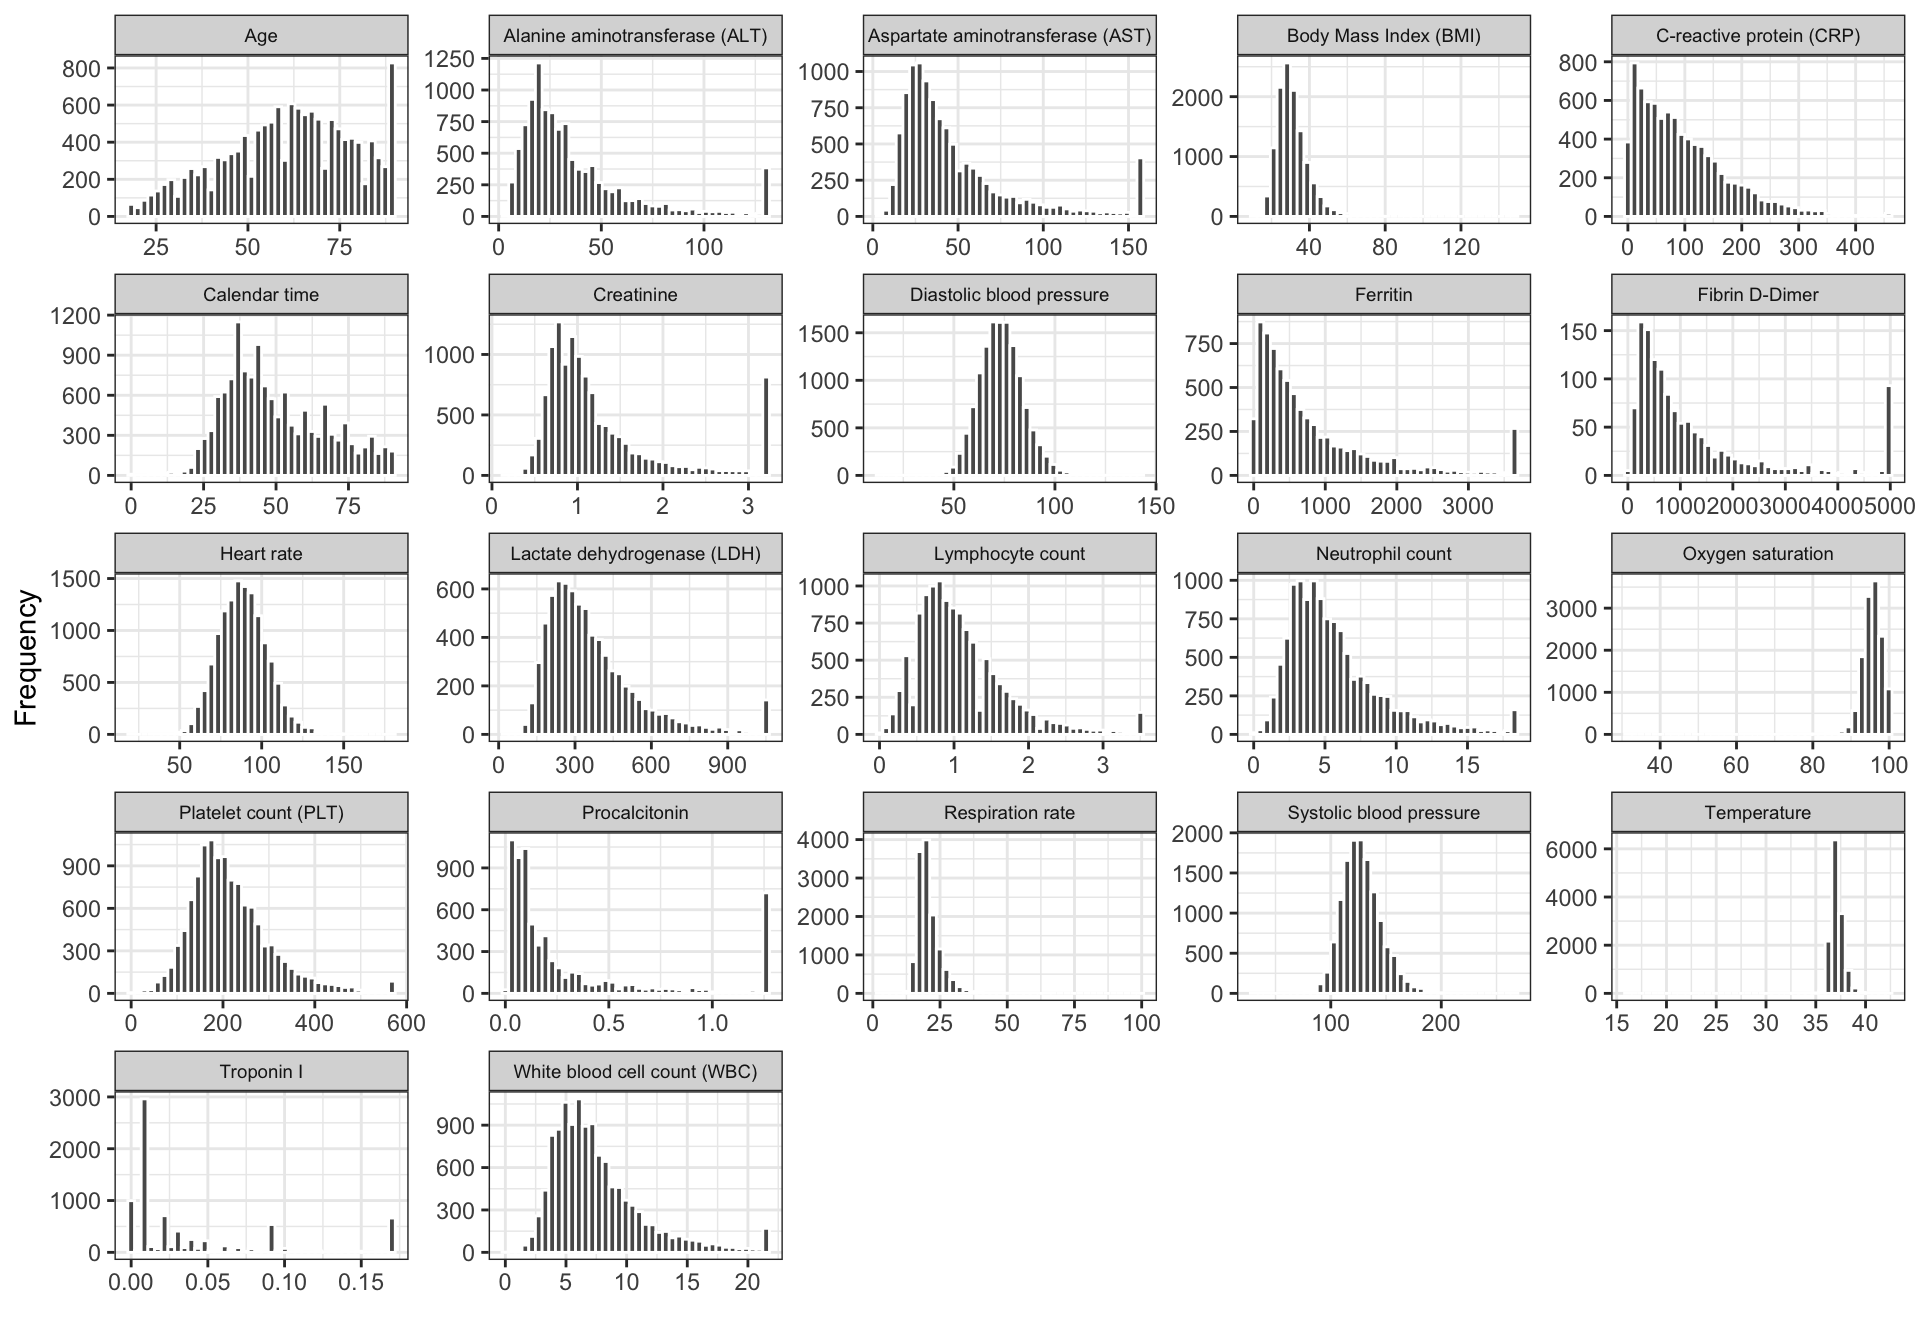 Frequency
Age
800
600
400
200
0
25 50 75
Alanine aminotransferase (ALT)
1250
1000
750
500
250
0
0 50 100
Aspartate aminotransferase (AST)
1000
750
500
250
0
0 50 100 150
Body Mass Index (BMI)
2000
1000
0
40 80 120
C-reactive protein (CRP)
800
600
400
200
0
0 100 200 300 400
Calendar time
1200
900
600
300
0
0 25 50 75
Creatinine
1000
500
0
0 1 2 3
Diastolic blood pressure
1500
1000
500
0
50 100 150
Ferritin
750
500
250
0
0 1000 2000 3000
Fibrin D-Dimer
150
100
50
0
0 1000 2000 3000 4000 5000
Heart rate
1500
1000
500
0
50 100 150
Lactate dehydrogenase (LDH)
600
400
200
0
0 300 600 900
Lymphocyte count
1000
750
500
250
0
0 1 2 3
Neutrophil count
1000
750
500
250
0
0 5 10 15
Oxygen saturation
3000
2000
1000
0
40 60 80 100
Platelet count (PLT)
900
600
300
0
0 200 400 600
Procalcitonin
900
600
300
0
0.0 0.5 1.0
Respiration rate
4000
3000
2000
1000
0
0 25 50 75 100
Systolic blood pressure
2000
1500
1000
500
0
100 200
Temperature
6000
4000
2000
0
15 20 25 30 35 40
Troponin I
3000
2000
1000
0
0.00 0.05 0.10 0.15
White blood cell count (WBC)
900
600
300
0
0 5 10 15 20